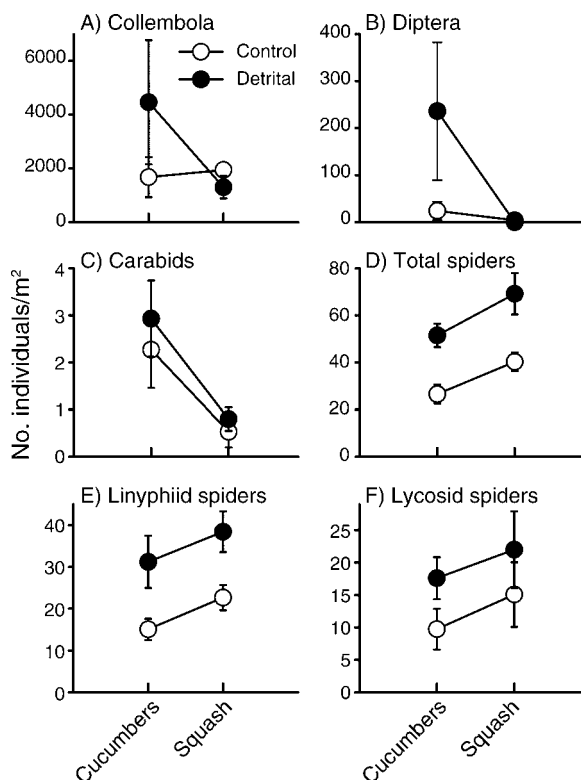 A) Collembola
Control
Detrital
6000
4000
2000
0
B) Diptera
400
300
200
100
0
C) Carabids
4
3
2
1
0
D) Total spiders
80
60
40
20
0
No. individuals/m²
E) Linyphiid spiders
40
30
20
10
0
F) Lycosid spiders
25
20
15
10
5
0
Cucumbers
Squash
Cucumbers
Squash